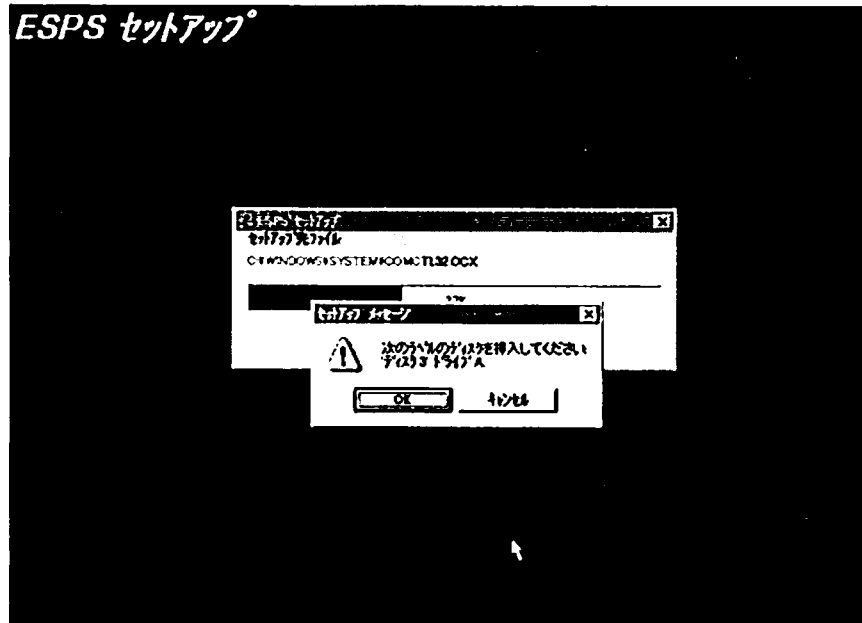 ESPS セットアップ
ESPS セットアップ
セットアップ先ファイル:
C:¥WINDOWS¥SYSTEM¥COMCTL32.OCX
セットアップ メッセージ
次のラベルのディスクを挿入してください:
'ディスク 3' ドライブ A
OK
キャンセル